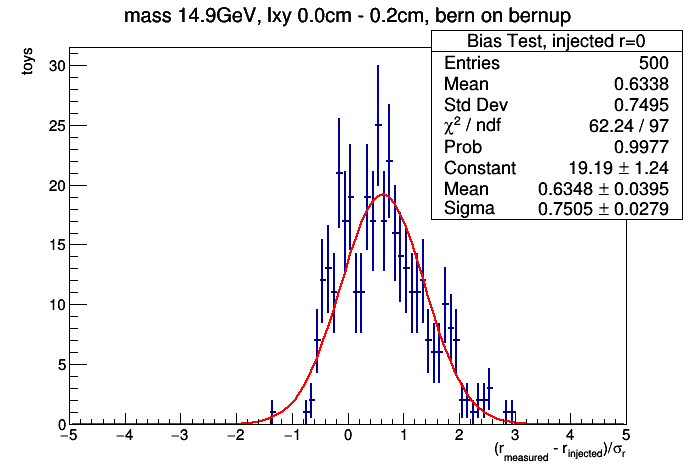 mass 14.9GeV, lxy 0.0cm - 0.2cm, bern on bernup
Bias Test, injected r=0
Entries 500
Mean 0.6338
Std Dev 0.7495
χ² / ndf 62.24 / 97
Prob 0.9977
Constant 19.19 ± 1.24
Mean 0.6348 ± 0.0395
Sigma 0.7505 ± 0.0279
toys
30
25
20
15
10
5
0
−5 −4 −3 −2 −1 0 1 2 3 4 5
(r_measured - r_injected)/σ_r